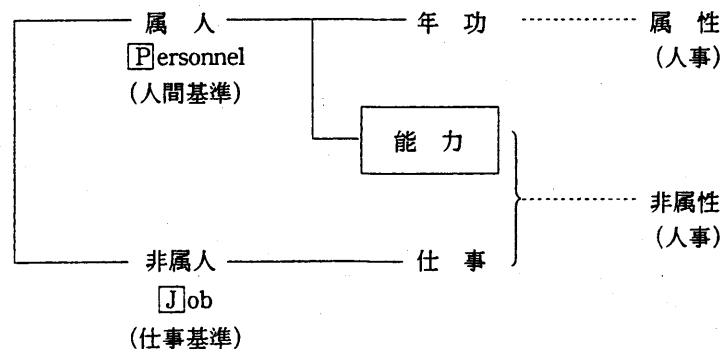 属人 年功 属性
Personnel (人事)
(人間基準)
能力
非属性
(人事)
非属人 仕事
Job
(仕事基準)